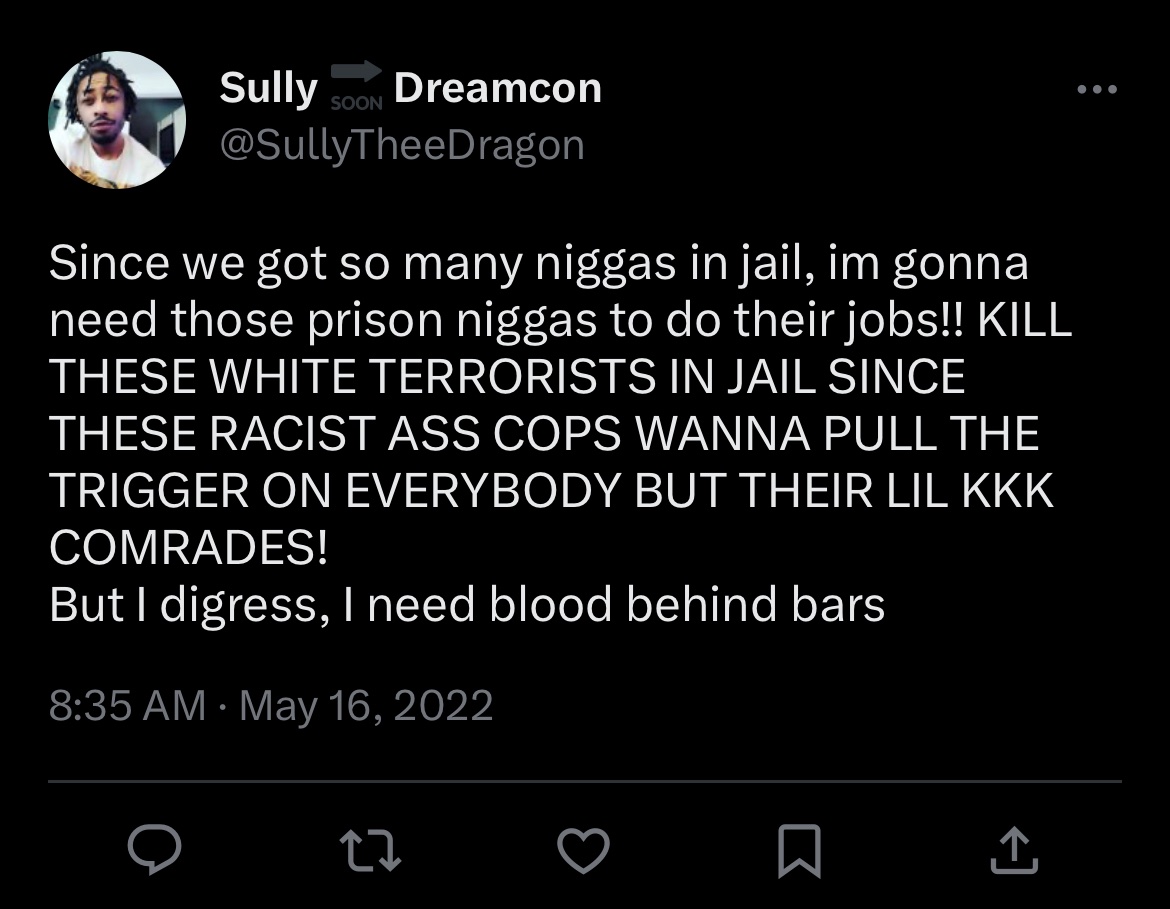 Sully 🔜 Dreamcon
@SullyTheeDragon
Since we got so many niggas in jail, im gonna
need those prison niggas to do their jobs!! KILL
THESE WHITE TERRORISTS IN JAIL SINCE
THESE RACIST ASS COPS WANNA PULL THE
TRIGGER ON EVERYBODY BUT THEIR LIL KKK
COMRADES!
But I digress, I need blood behind bars
8:35 AM · May 16, 2022